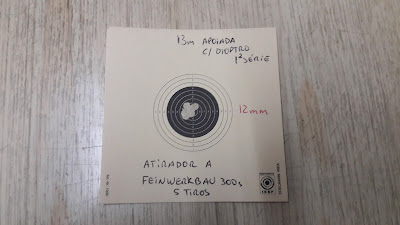 13m APOIADA
C/ DIOPTRO
1ª SÉRIE
12mm
ATIRADOR A
FEINWERKBAU 300s
5 TIROS